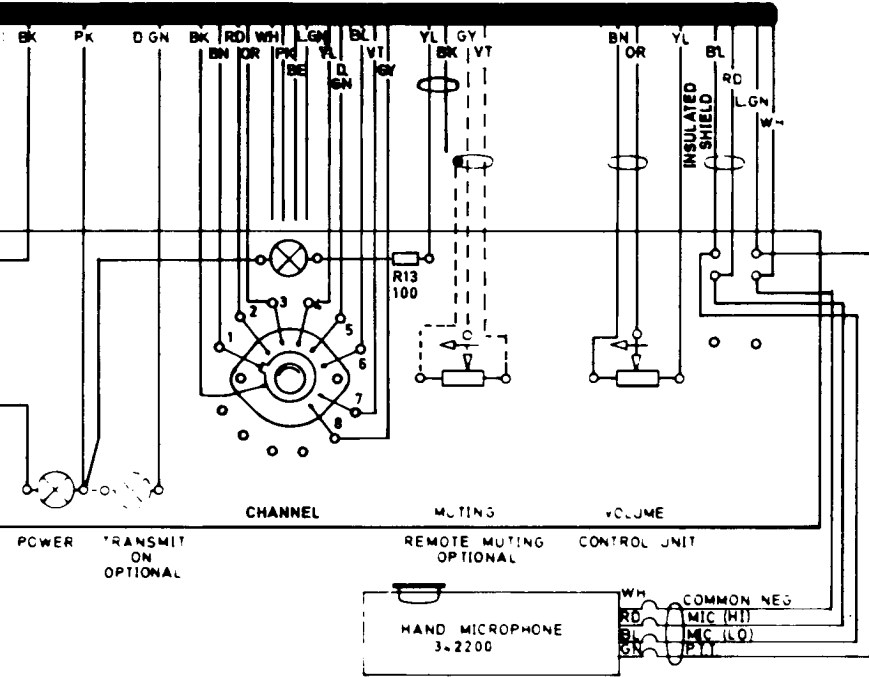 BK PK D GN BK RD WH L.GN BL YL GY BN YL
BN OR PK YL VT BK VT OR BL
BE D. GY RD
GN L.GN
INSULATED
SHIELD
WH
R13
100
1 2 3 4 5 6 7 8
CHANNEL MUTING VOLUME
POWER TRANSMIT REMOTE MUTING CONTROL UNIT
ON OPTIONAL
OPTIONAL
WH COMMON NEG
RD MIC (HI)
HAND MICROPHONE BL MIC (LO)
GN PTT